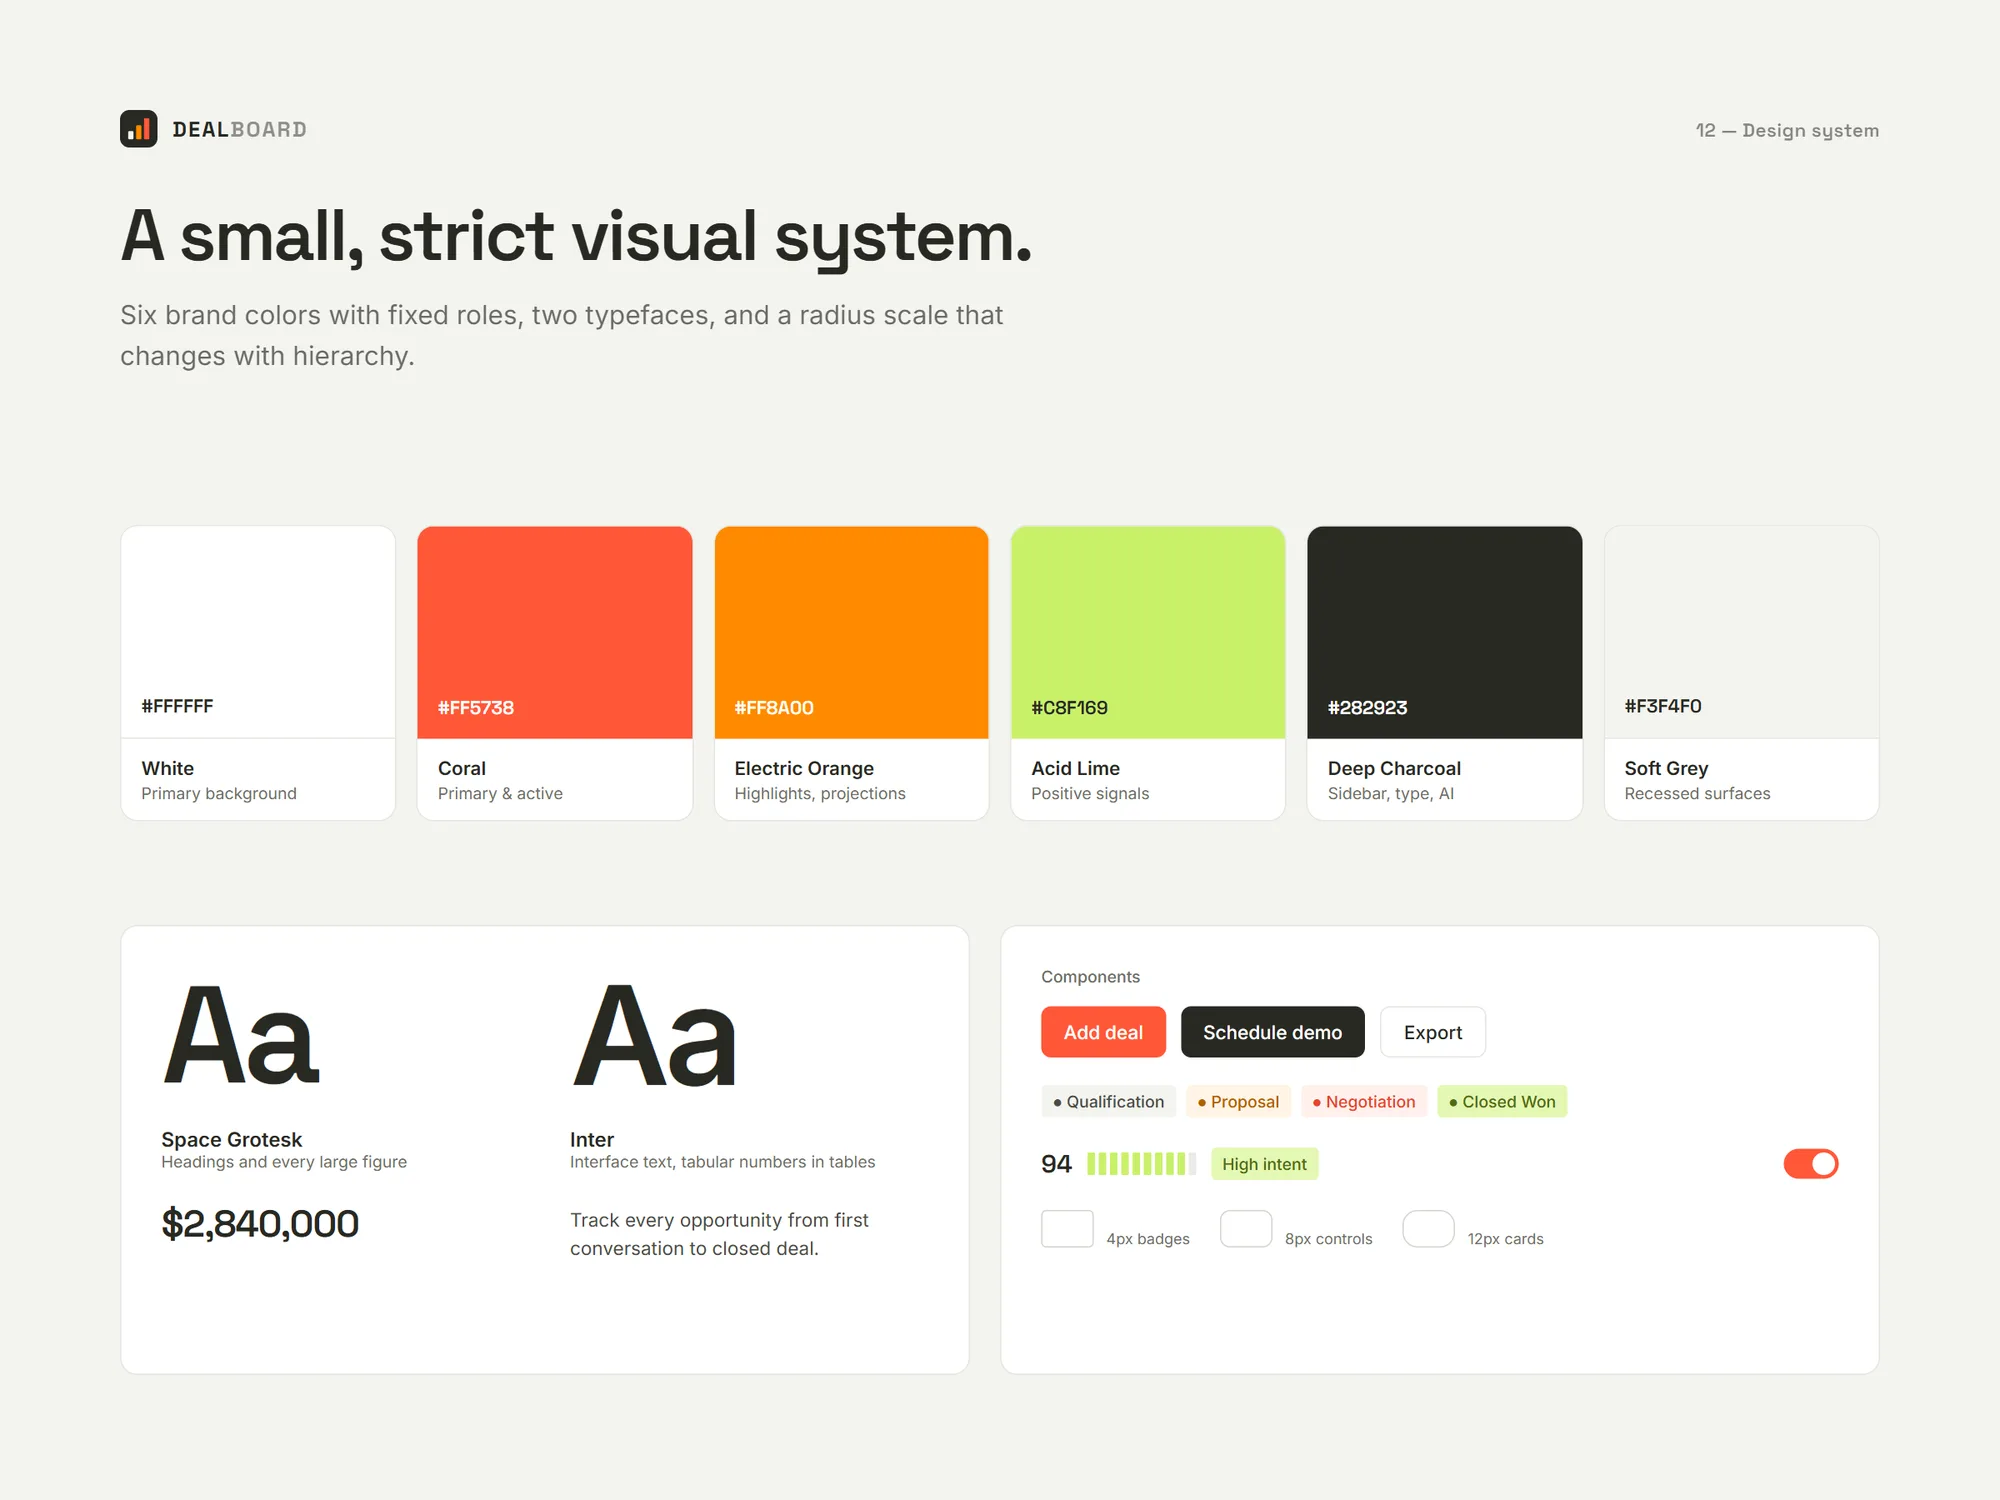 DEALBOARD
12 — Design system
A small, strict visual system.
Six brand colors with fixed roles, two typefaces, and a radius scale that
changes with hierarchy.
#FFFFFF
White
Primary background
#FF5738
Coral
Primary & active
#FF8A00
Electric Orange
Highlights, projections
#C8F169
Acid Lime
Positive signals
#282923
Deep Charcoal
Sidebar, type, AI
#F3F4F0
Soft Grey
Recessed surfaces
Aa
Space Grotesk
Headings and every large figure
$2,840,000
Aa
Inter
Interface text, tabular numbers in tables
Track every opportunity from first
conversation to closed deal.
Components
Add deal
Schedule demo
Export
Qualification
Proposal
Negotiation
Closed Won
94
High intent
4px badges
8px controls
12px cards